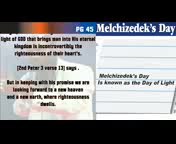 PG 45
Melchizedek's Day
light of GOD that brings man into His eternal
kingdom is incontrovertibly the
righteousness of their heart's.
[2nd Peter 3 verse 13] says .
But in keeping with his promise we are
looking forward to a new heaven
and a new earth, where righteousness
dwells.
Melchizedek's Day
Is known as the Day of Light